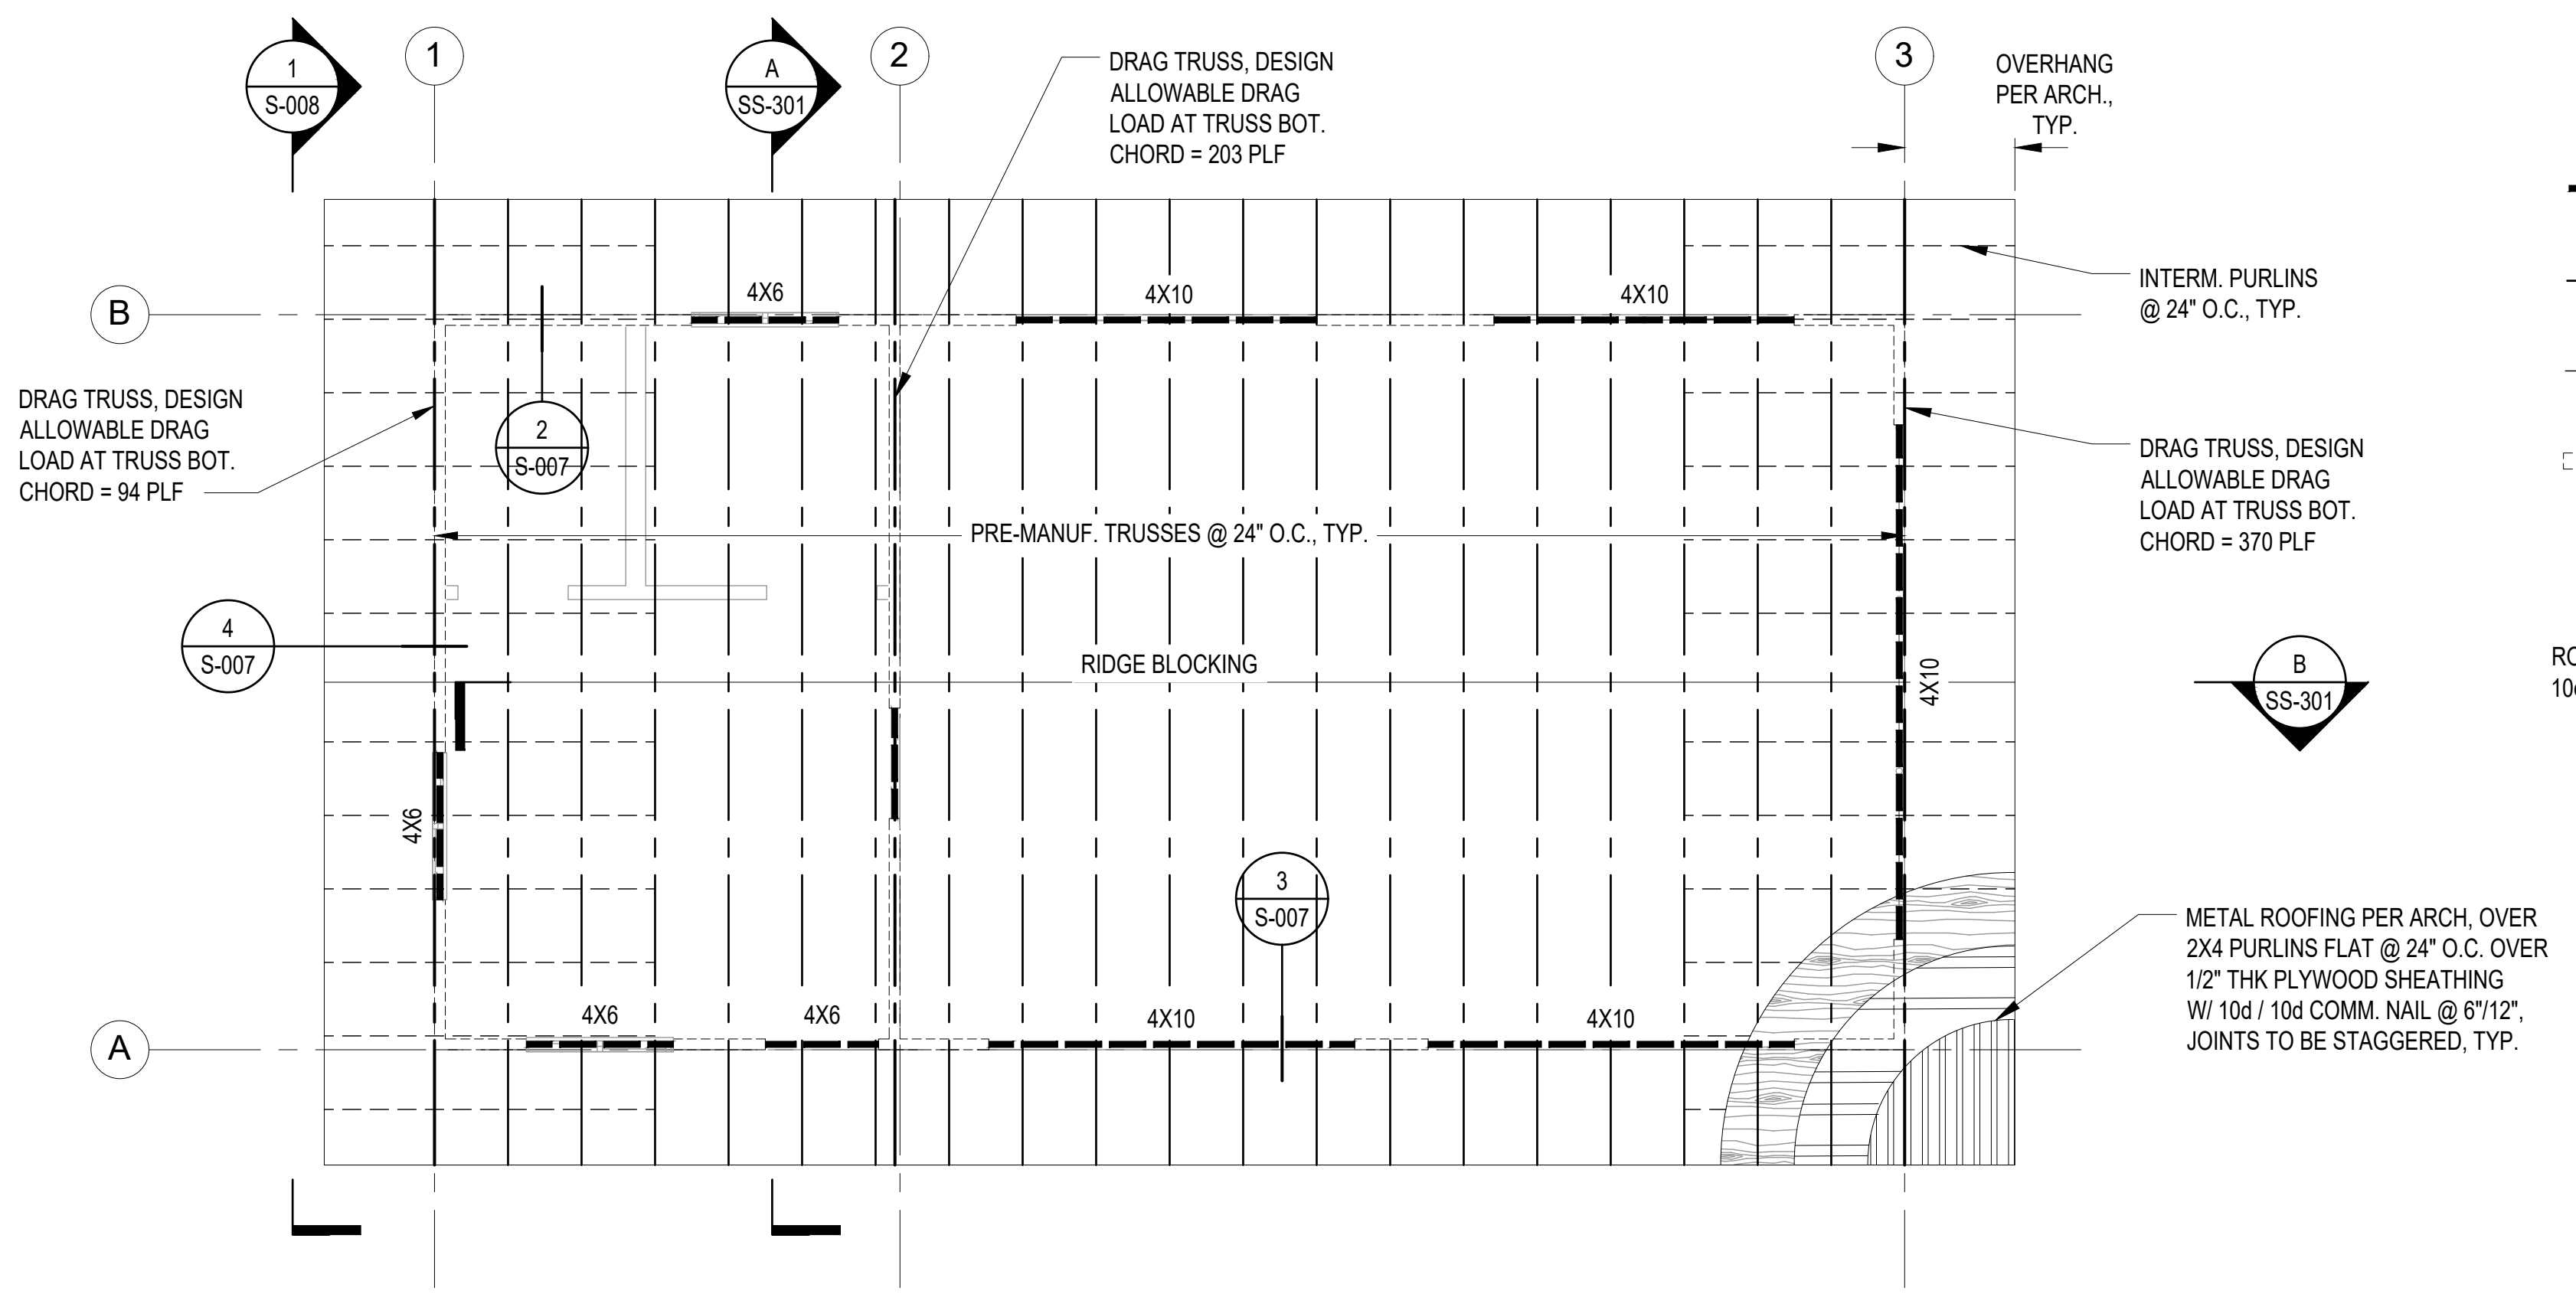 1
S-008
1
A
SS-301
2
DRAG TRUSS, DESIGN
ALLOWABLE DRAG
LOAD AT TRUSS BOT.
CHORD = 203 PLF
3
OVERHANG
PER ARCH.,
TYP.
B
4X6
4X10
4X10
INTERM. PURLINS
@ 24" O.C., TYP.
DRAG TRUSS, DESIGN
ALLOWABLE DRAG
LOAD AT TRUSS BOT.
CHORD = 94 PLF
2
S-007
DRAG TRUSS, DESIGN
ALLOWABLE DRAG
LOAD AT TRUSS BOT.
CHORD = 370 PLF
PRE-MANUF. TRUSSES @ 24" O.C., TYP.
4
S-007
RIDGE BLOCKING
4X10
B
SS-301
4X6
3
S-007
METAL ROOFING PER ARCH, OVER
2X4 PURLINS FLAT @ 24" O.C. OVER
1/2" THK PLYWOOD SHEATHING
W/ 10d / 10d COMM. NAIL @ 6"/12",
JOINTS TO BE STAGGERED, TYP.
A
4X6
4X6
4X10
4X10